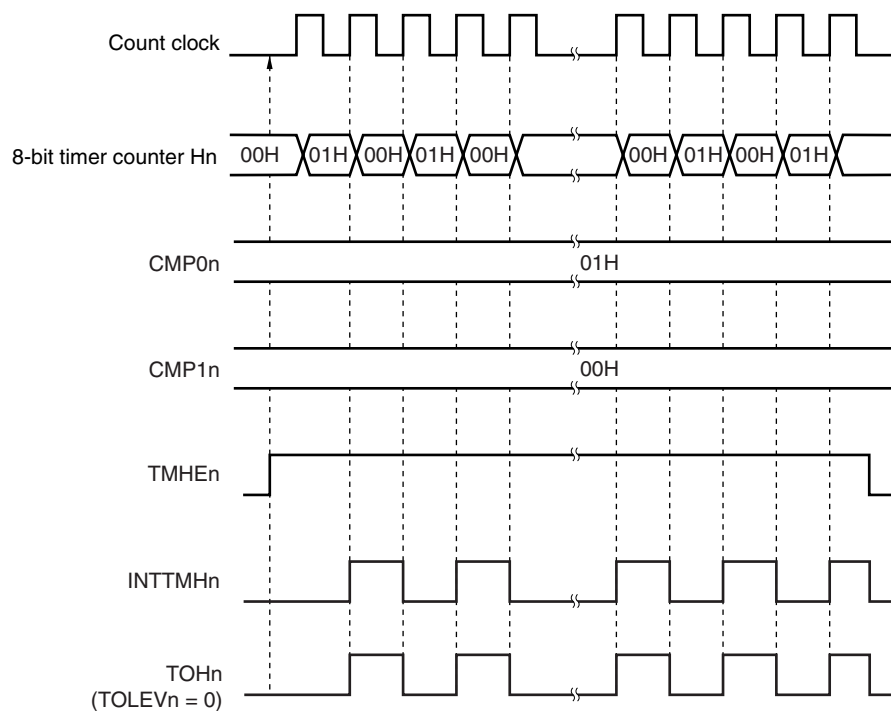 Count clock
8-bit timer counter Hn
00H 01H 00H 01H 00H 00H 01H 00H 01H
CMP0n
01H
CMP1n
00H
TMHEn
INTTMHn
TOHn
(TOLEVn = 0)